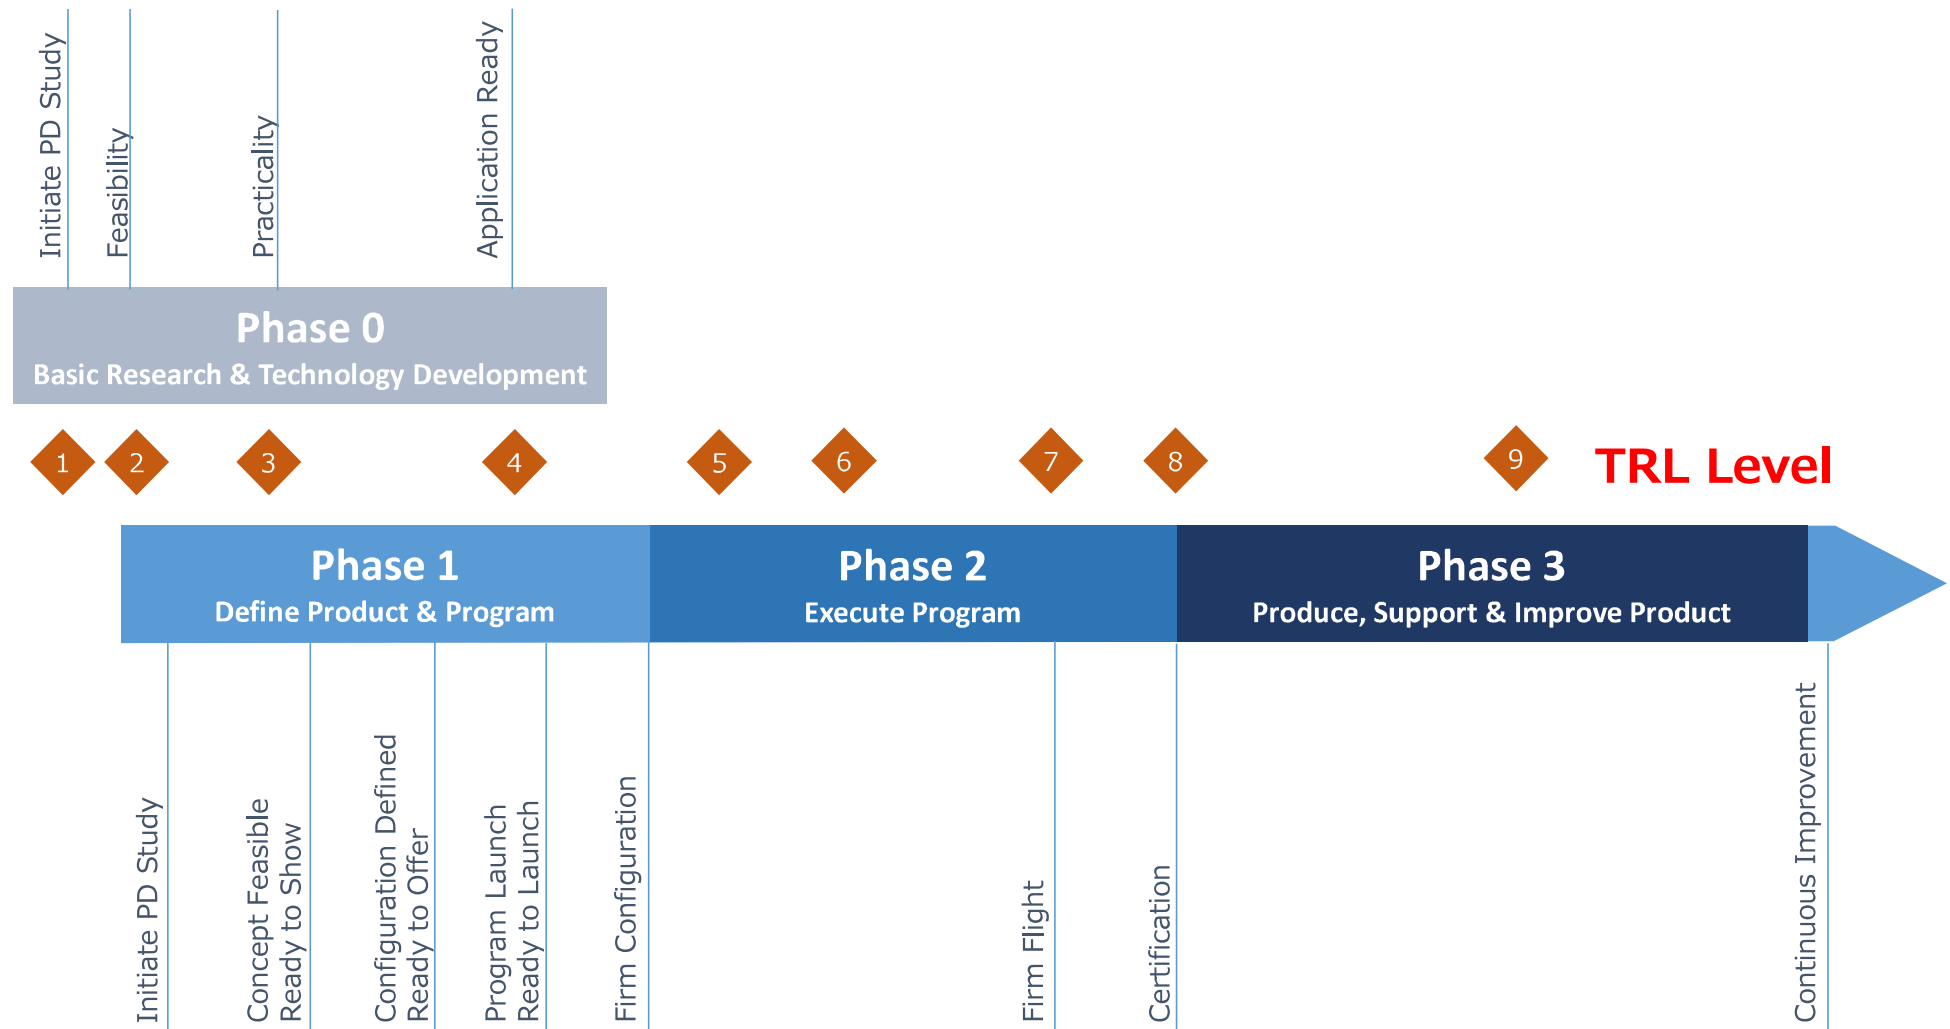 Initiate PD Study
Feasibility
Practicality
Application Ready
Phase 0
Basic Research & Technology Development
1
2
3
4
5
6
7
8
9
TRL Level
Phase 1
Define Product & Program
Phase 2
Execute Program
Phase 3
Produce, Support & Improve Product
Initiate PD Study
Concept Feasible
Ready to Show
Configuration Defined
Ready to Offer
Program Launch
Ready to Launch
Firm Configuration
Firm Flight
Certification
Continuous Improvement